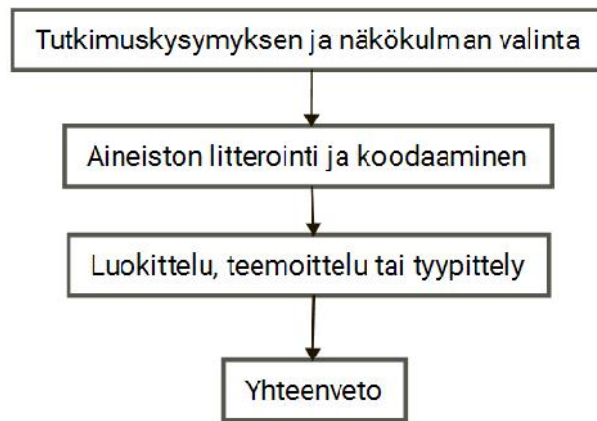 Tutkimuskysymyksen ja näkökulman valinta
Aineiston litterointi ja koodaaminen
Luokittelu, teemoittelu tai tyypittely
Yhteenveto